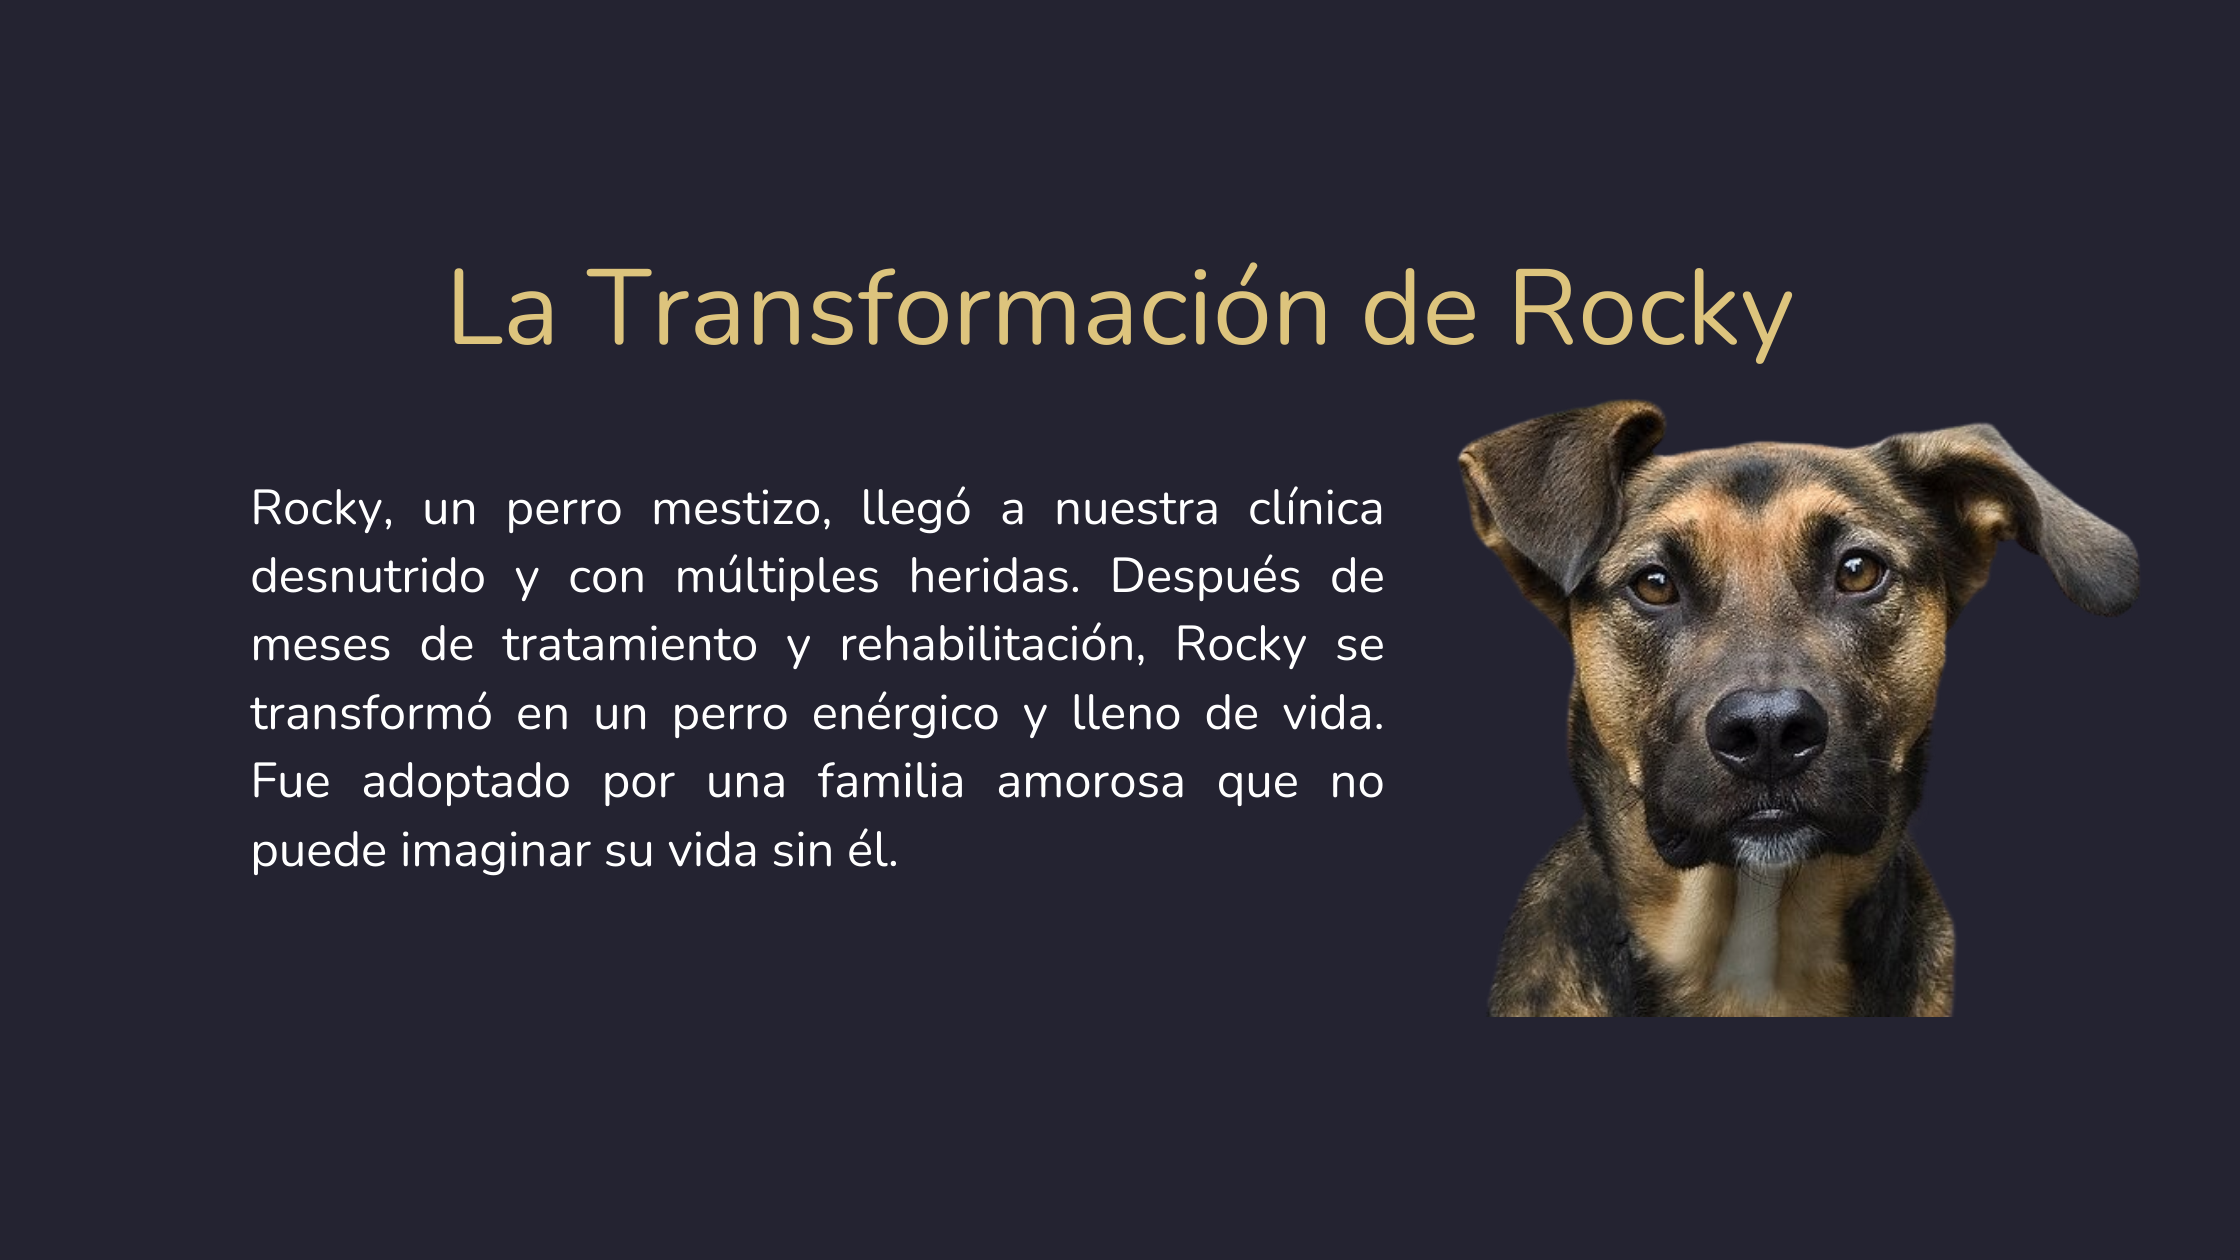 La Transformación de Rocky
Rocky, un perro mestizo, llegó a nuestra clínica
desnutrido y con múltiples heridas. Después de
meses de tratamiento y rehabilitación, Rocky se
transformó en un perro enérgico y lleno de vida.
Fue adoptado por una familia amorosa que no
puede imaginar su vida sin él.